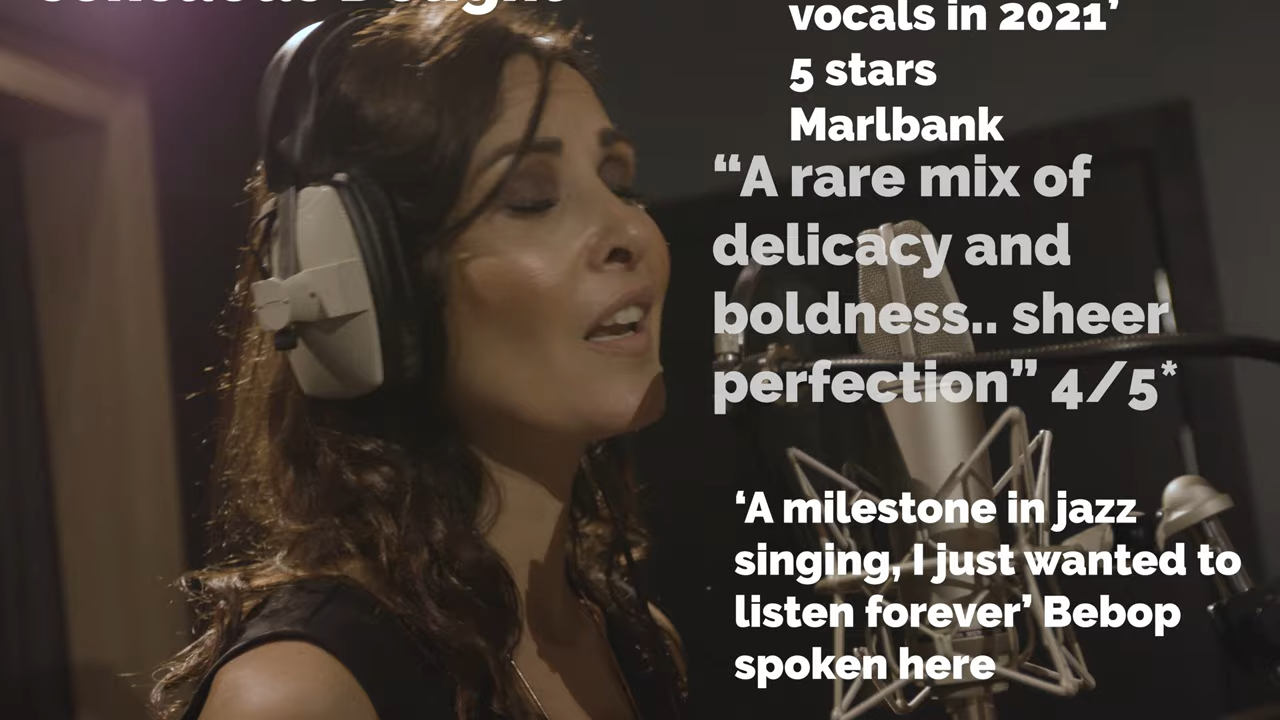 vocals in 2021’
5 stars
Marlbank
“A rare mix of
delicacy and
boldness.. sheer
perfection” 4/5*
‘A milestone in jazz
singing, I just wanted to
listen forever’ Bebop
spoken here